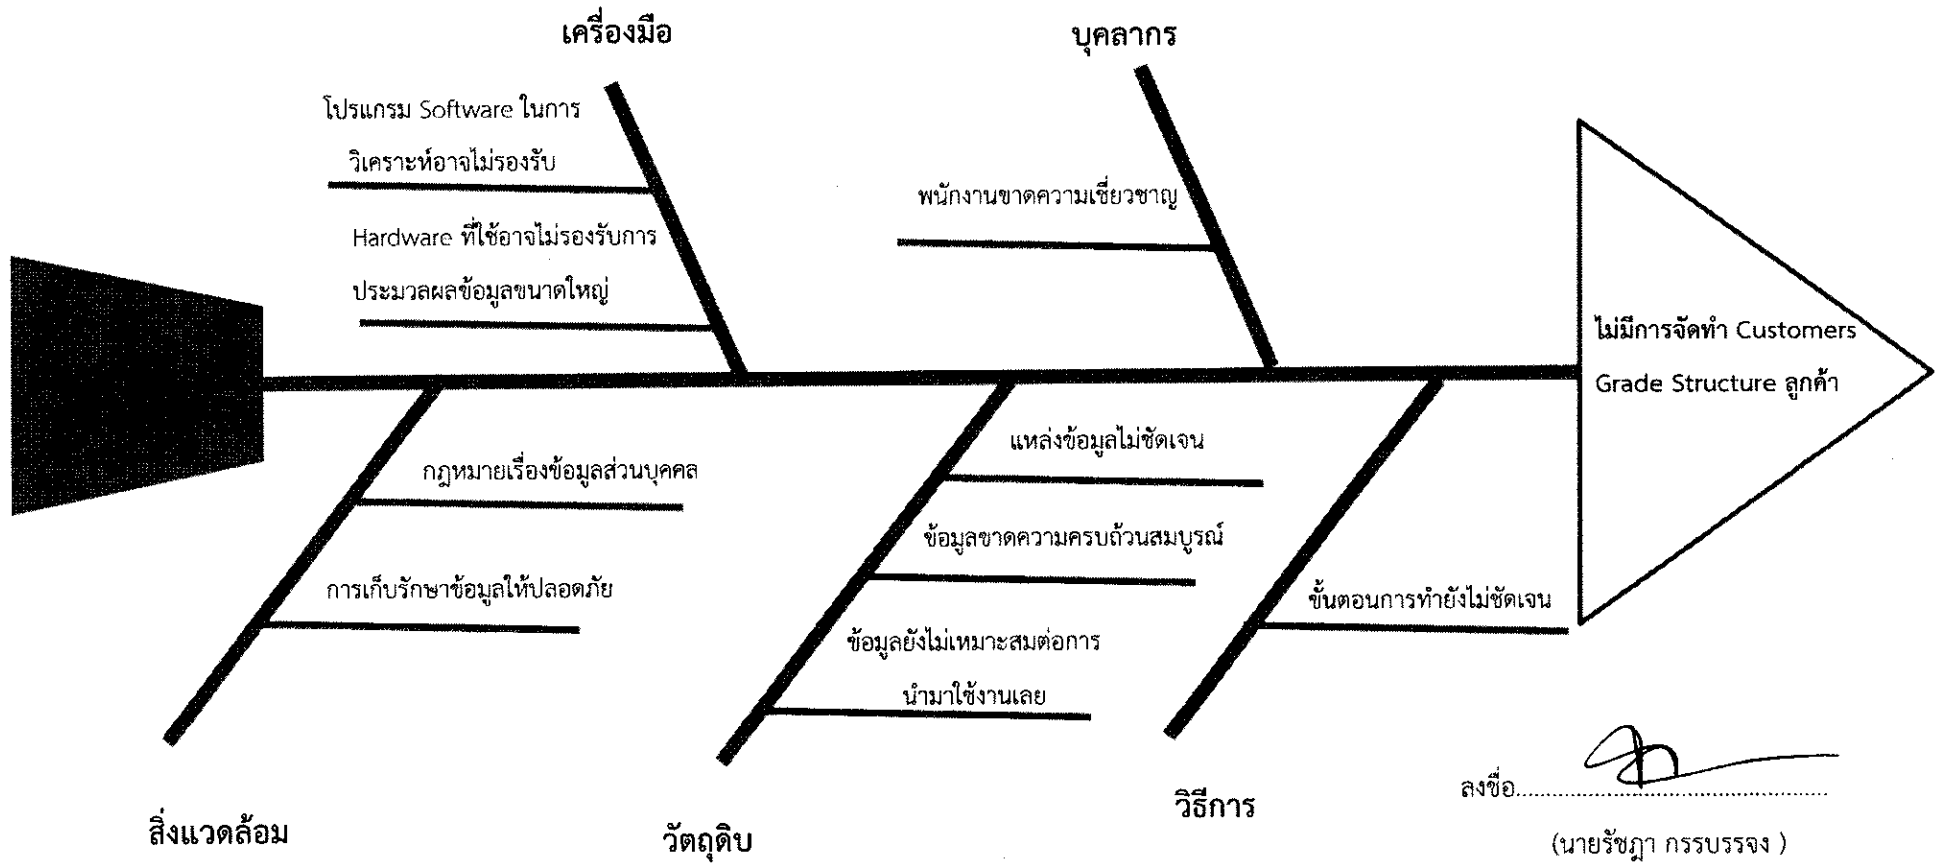 เครื่องมือ
บุคลากร
โปรแกรม Software ในการ
วิเคราะห์อาจไม่รองรับ
Hardware ที่ใช้อาจไม่รองรับการ
ประมวลผลข้อมูลขนาดใหญ่
พนักงานขาดความเชี่ยวชาญ
ไม่มีการจัดทำ Customers
Grade Structure ลูกค้า
กฎหมายเรื่องข้อมูลส่วนบุคคล
การเก็บรักษาข้อมูลให้ปลอดภัย
แหล่งข้อมูลไม่ชัดเจน
ข้อมูลขาดความครบถ้วนสมบูรณ์
ข้อมูลยังไม่เหมาะสมต่อการ
นำมาใช้งานเลย
ขั้นตอนการทำยังไม่ชัดเจน
สิ่งแวดล้อม
วัตถุดิบ
วิธีการ
ลงชื่อ............................................
(นายรัชฎา กรรบรรจง )